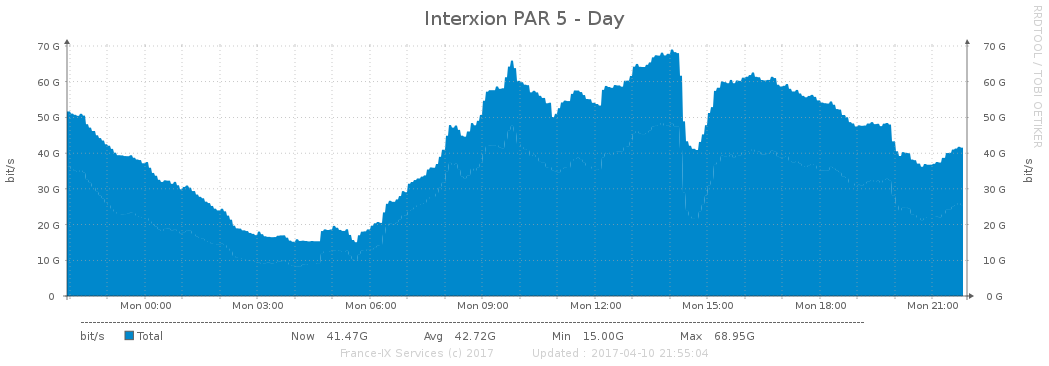 Interxion PAR 5 - Day
RRDTOOL / TOBI OETIKER
70 G 70 G
60 G 60 G
50 G 50 G
40 G 40 G
30 G 30 G
20 G 20 G
10 G 10 G
0 0 G
bit/s
bit/s
Mon 00:00 Mon 03:00 Mon 06:00 Mon 09:00 Mon 12:00 Mon 15:00 Mon 18:00 Mon 21:00
bit/s Total Now 41.47G Avg 42.72G Min 15.00G Max 68.95G
France-IX Services (c) 2017 Updated : 2017-04-10 21:55:04